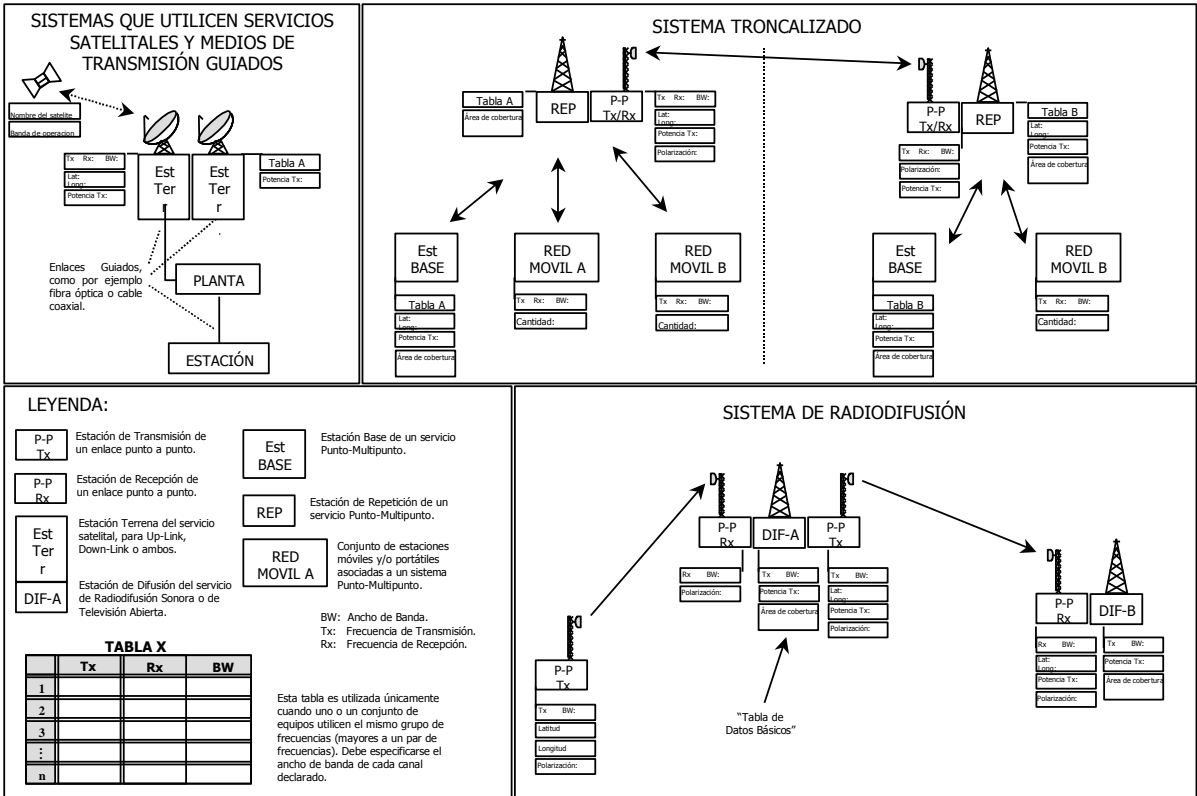 SISTEMAS QUE UTILICEN SERVICIOS
SATELITALES Y MEDIOS DE
TRANSMISIÓN GUIADOS
Nombre del satelite
Banda de operacion
Tx Rx: BW:
Lat:
Long:
Potencia Tx:
Est
Ter
r
Est
Ter
r
Tabla A
Potencia Tx:
Enlaces Guiados,
como por ejemplo
fibra óptica o cable
coaxial.
PLANTA
ESTACIÓN
SISTEMA TRONCALIZADO
Tabla A
Área de cobertura
REP
P-P
Tx/Rx
Tx Rx: BW:
Lat:
Long:
Potencia Tx:
Polarización:
P-P
Tx/Rx
REP
Tx Rx: BW:
Polarización:
Potencia Tx:
Tabla B
Lat:
Long:
Potencia Tx:
Área de cobertura
Est
BASE
Tabla A
Lat:
Long:
Potencia Tx:
Área de cobertura
RED
MOVIL A
Tx Rx: BW:
Cantidad:
RED
MOVIL B
Tx Rx: BW:
Cantidad:
Est
BASE
Tabla B
Lat:
Long:
Potencia Tx:
Área de cobertura
RED
MOVIL B
Tx Rx: BW:
Cantidad:
LEYENDA:
P-P
Tx
Estación de Transmisión de
un enlace punto a punto.
P-P
Rx
Estación de Recepción de
un enlace punto a punto.
Est
Ter
r
Estación Terrena del servicio
satelital, para Up-Link,
Down-Link o ambos.
DIF-A
Estación de Difusión del servicio
de Radiodifusión Sonora o de
Televisión Abierta.
Est
BASE
Estación Base de un servicio
Punto-Multipunto.
REP
Estación de Repetición de un
servicio Punto-Multipunto.
RED
MOVIL A
Conjunto de estaciones
móviles y/o portátiles
asociadas a un sistema
Punto-Multipunto.
BW: Ancho de Banda.
Tx: Frecuencia de Transmisión.
Rx: Frecuencia de Recepción.
TABLA X
Tx Rx BW
1
2
3
⋮
n
Esta tabla es utilizada únicamente
cuando uno o un conjunto de
equipos utilicen el mismo grupo de
frecuencias (mayores a un par de
frecuencias). Debe especificarse el
ancho de banda de cada canal
declarado.
SISTEMA DE RADIODIFUSIÓN
P-P
Tx
Tx BW:
Latitud
Longitud
Polarización:
P-P
Rx
Rx BW:
Polarización:
DIF-A
Tx BW:
Potencia Tx:
Área de cobertura
P-P
Tx
Tx BW:
Lat:
Long:
Potencia Tx:
Polarización:
"Tabla de
Datos Básicos"
P-P
Rx
Rx BW:
Lat:
Long:
Potencia Tx:
Polarización:
DIF-B
Tx BW:
Potencia Tx:
Área de cobertura